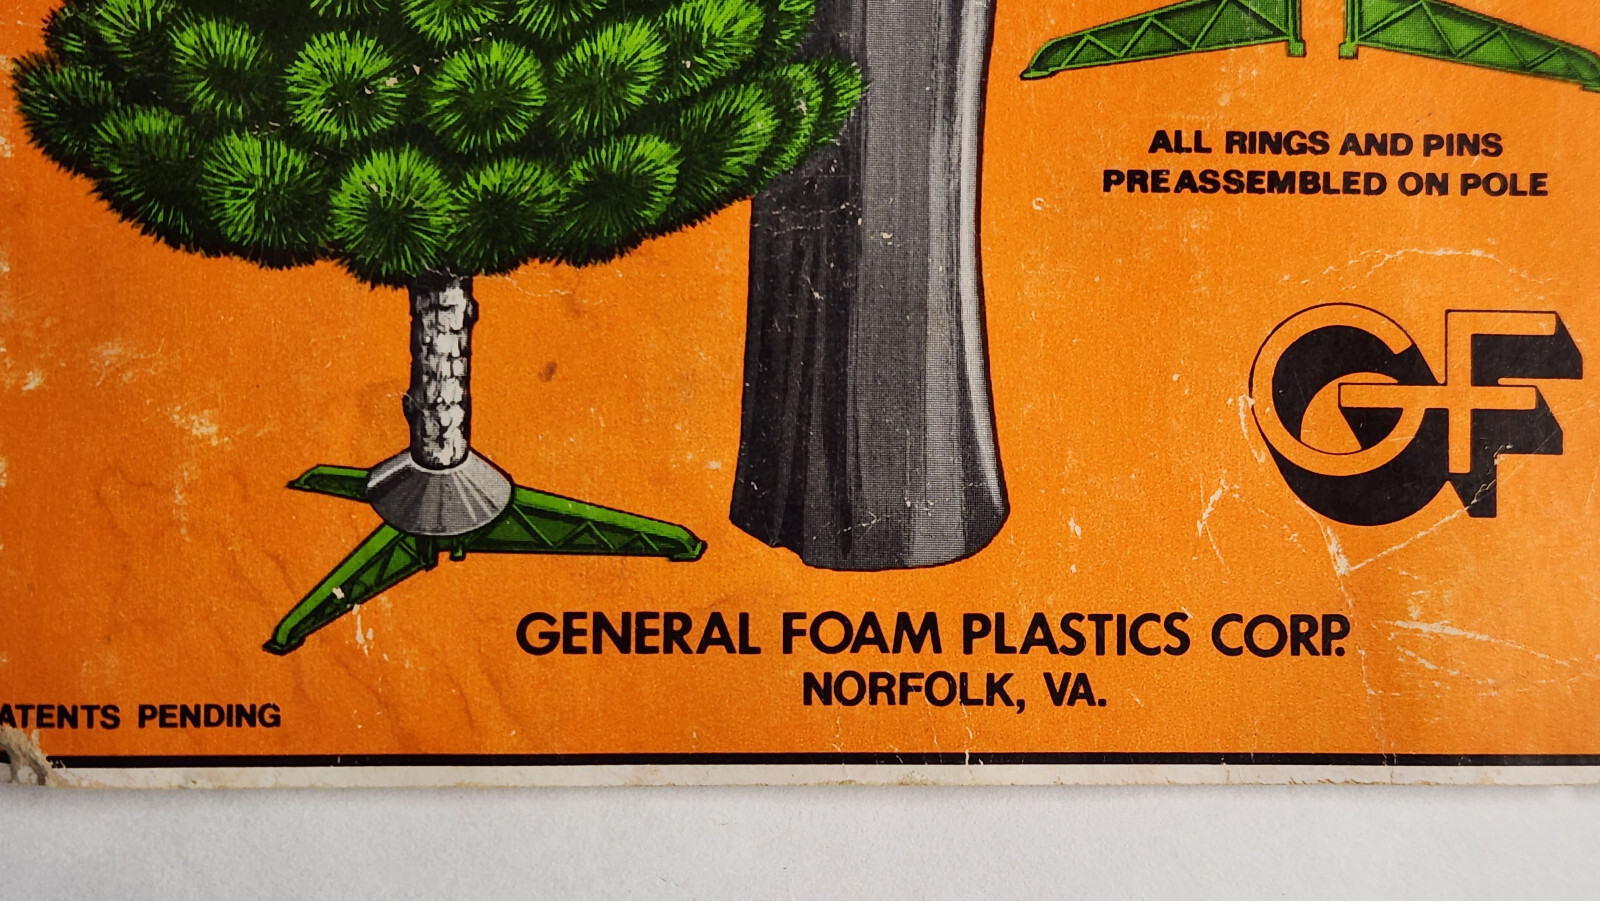 ALL RINGS AND PINS
PREASSEMBLED ON POLE
GF
GENERAL FOAM PLASTICS CORP.
NORFOLK, VA.
ATENTS PENDING